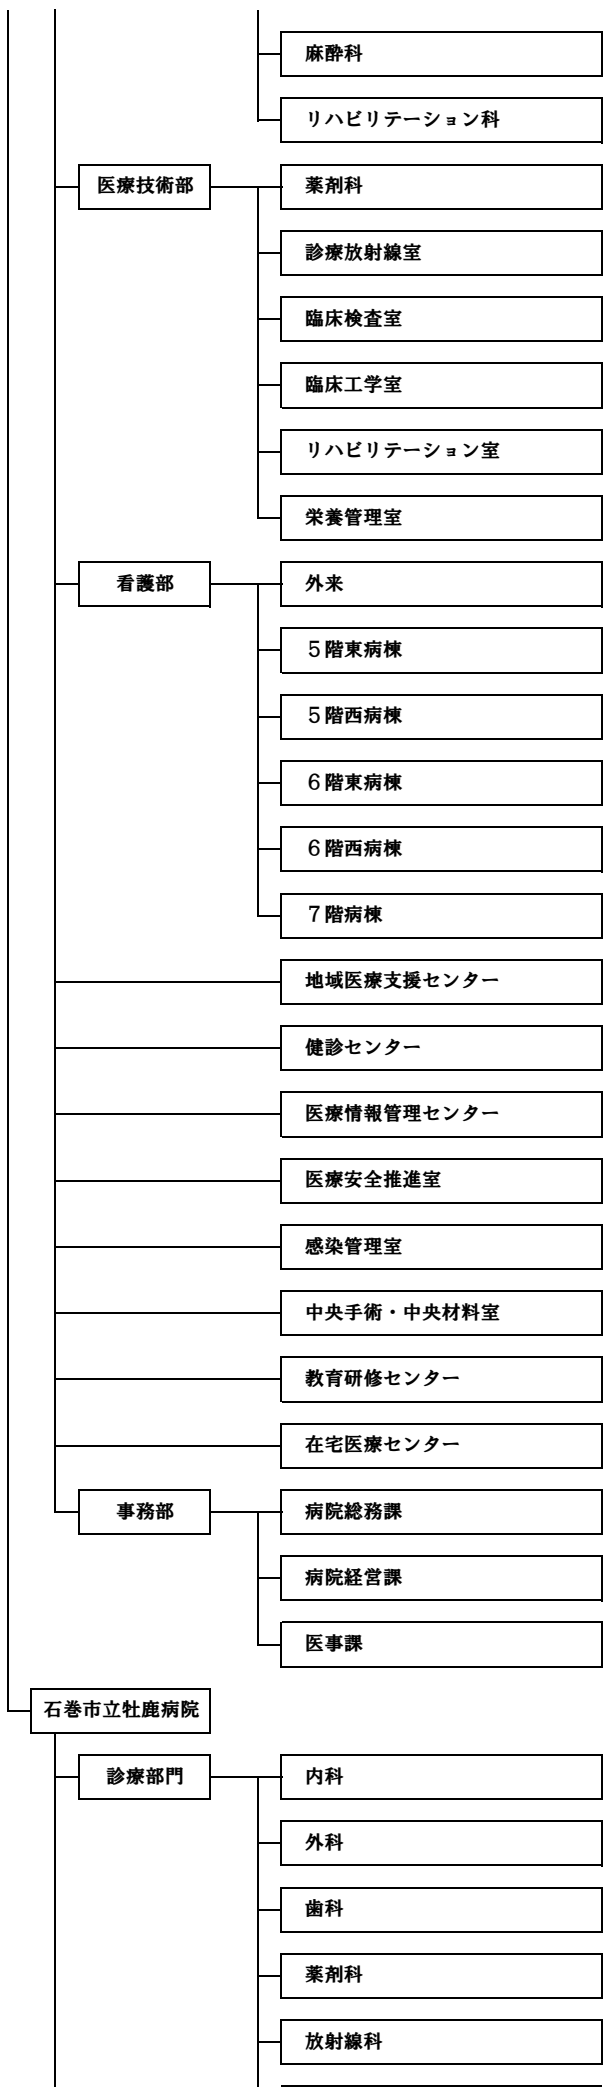 麻酔科
リハビリテーション科
医療技術部
薬剤科
診療放射線室
臨床検査室
臨床工学室
リハビリテーション室
栄養管理室
看護部
外来
５階東病棟
５階西病棟
６階東病棟
６階西病棟
７階病棟
地域医療支援センター
健診センター
医療情報管理センター
医療安全推進室
感染管理室
中央手術・中央材料室
教育研修センター
在宅医療センター
事務部
病院総務課
病院経営課
医事課
石巻市立牡鹿病院
診療部門
内科
外科
歯科
薬剤科
放射線科